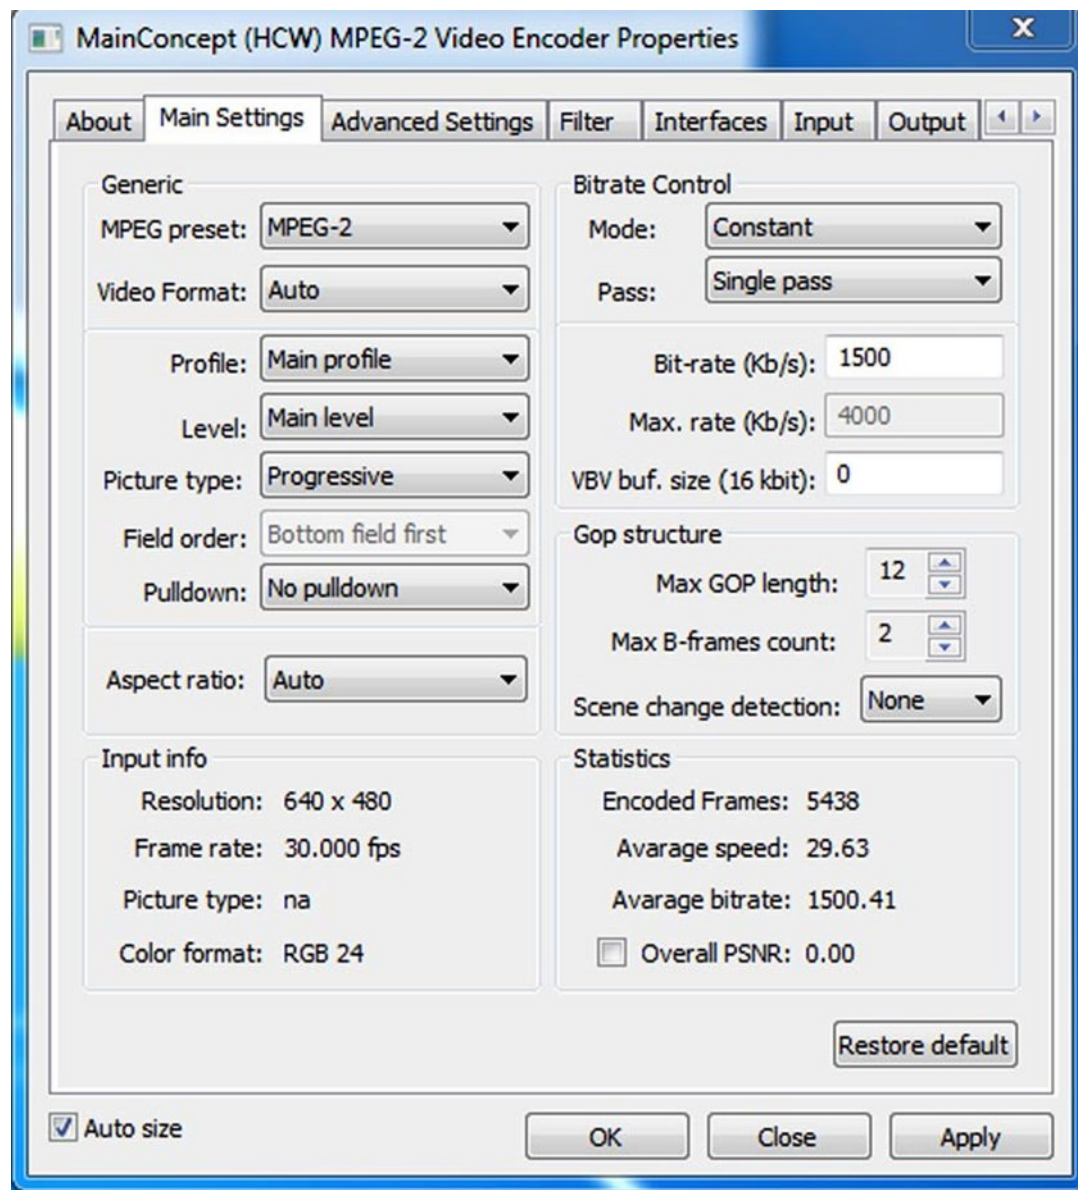 MainConcept (HCW) MPEG-2 Video Encoder Properties
X
About Main Settings Advanced Settings Filter Interfaces Input Output
Generic
MPEG preset: MPEG-2
Video Format: Auto
Profile: Main profile
Level: Main level
Picture type: Progressive
Field order: Bottom field first
Pulldown: No pulldown
Aspect ratio: Auto
Bitrate Control
Mode: Constant
Pass: Single pass
Bit-rate (Kb/s): 1500
Max. rate (Kb/s): 4000
VBV buf. size (16 kbit): 0
Gop structure
Max GOP length: 12
Max B-frames count: 2
Scene change detection: None
Input info
Resolution: 640 x 480
Frame rate: 30.000 fps
Picture type: na
Color format: RGB 24
Statistics
Encoded Frames: 5438
Avarage speed: 29.63
Avarage bitrate: 1500.41
Overall PSNR: 0.00
Restore default
Auto size
OK Close Apply